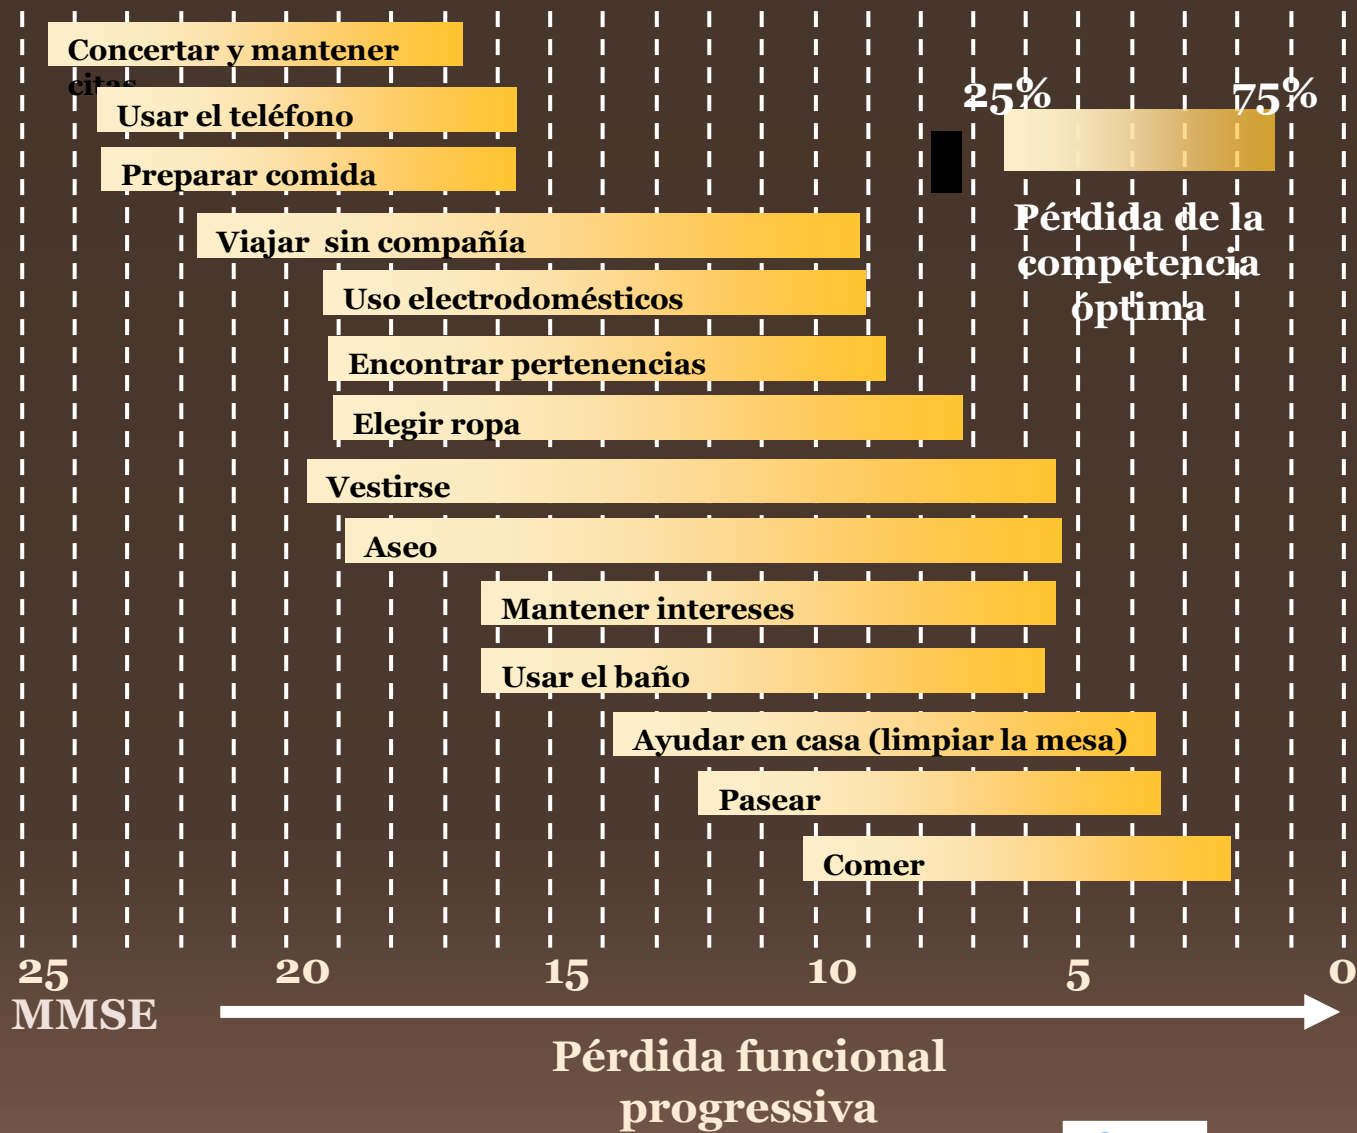 Concertar y mantener
citas
Usar el teléfono
Preparar comida
Viajar  sin compañía
Uso electrodomésticos
Encontrar pertenencias
Elegir ropa
Vestirse
Aseo
Mantener intereses
Usar el baño
Ayudar en casa (limpiar la mesa)
Pasear
Comer
25% 75%
Pérdida de la
competencia
óptima
25 20 15 10 5 0
MMSE
Pérdida funcional
progressiva